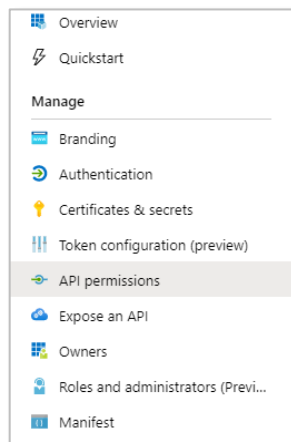 Overview
Quickstart
Manage
Branding
Authentication
Certificates & secrets
Token configuration (preview)
API permissions
Expose an API
Owners
Roles and administrators (Previ...
Manifest